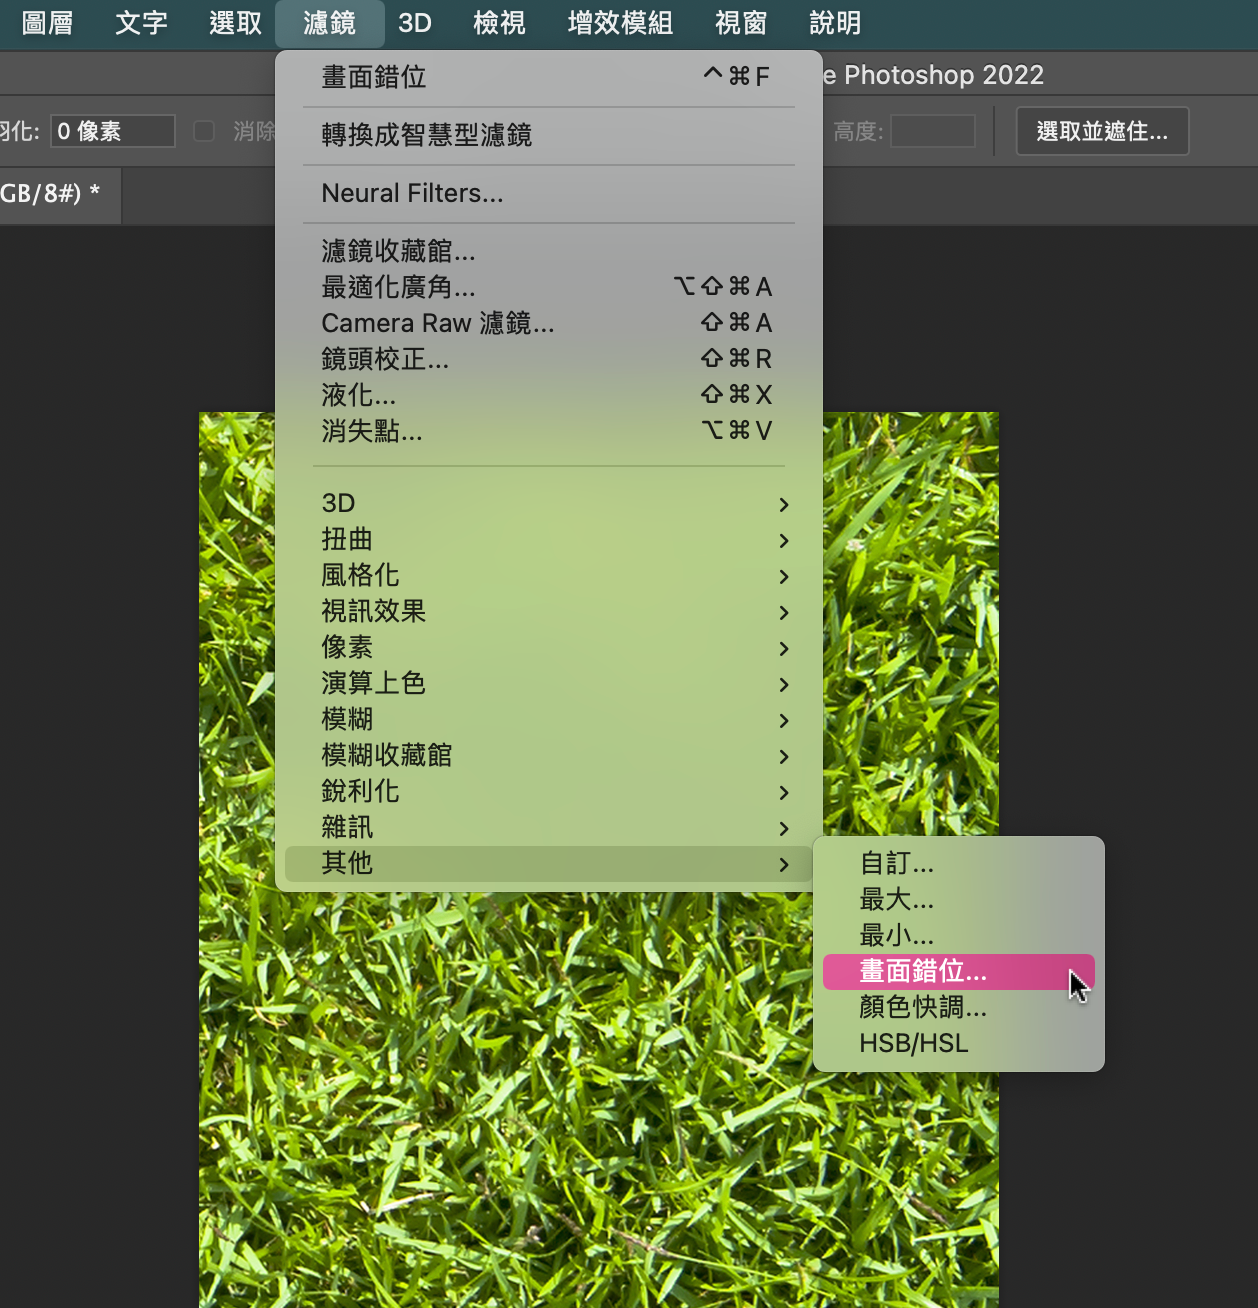 圖層 文字 選取 濾鏡 3D 檢視 增效模組 視窗 說明
e Photoshop 2022
羽化: 0 像素 消除 高度: 選取並遮住...
GB/8#) *
畫面錯位 ^⌘F
轉換成智慧型濾鏡
Neural Filters...
濾鏡收藏館...
最適化廣角... ⌥⇧⌘A
Camera Raw 濾鏡... ⇧⌘A
鏡頭校正... ⇧⌘R
液化... ⇧⌘X
消失點... ⌥⌘V
3D
扭曲
風格化
視訊效果
像素
演算上色
模糊
模糊收藏館
銳利化
雜訊
其他
自訂...
最大...
最小...
畫面錯位...
顏色快調...
HSB/HSL